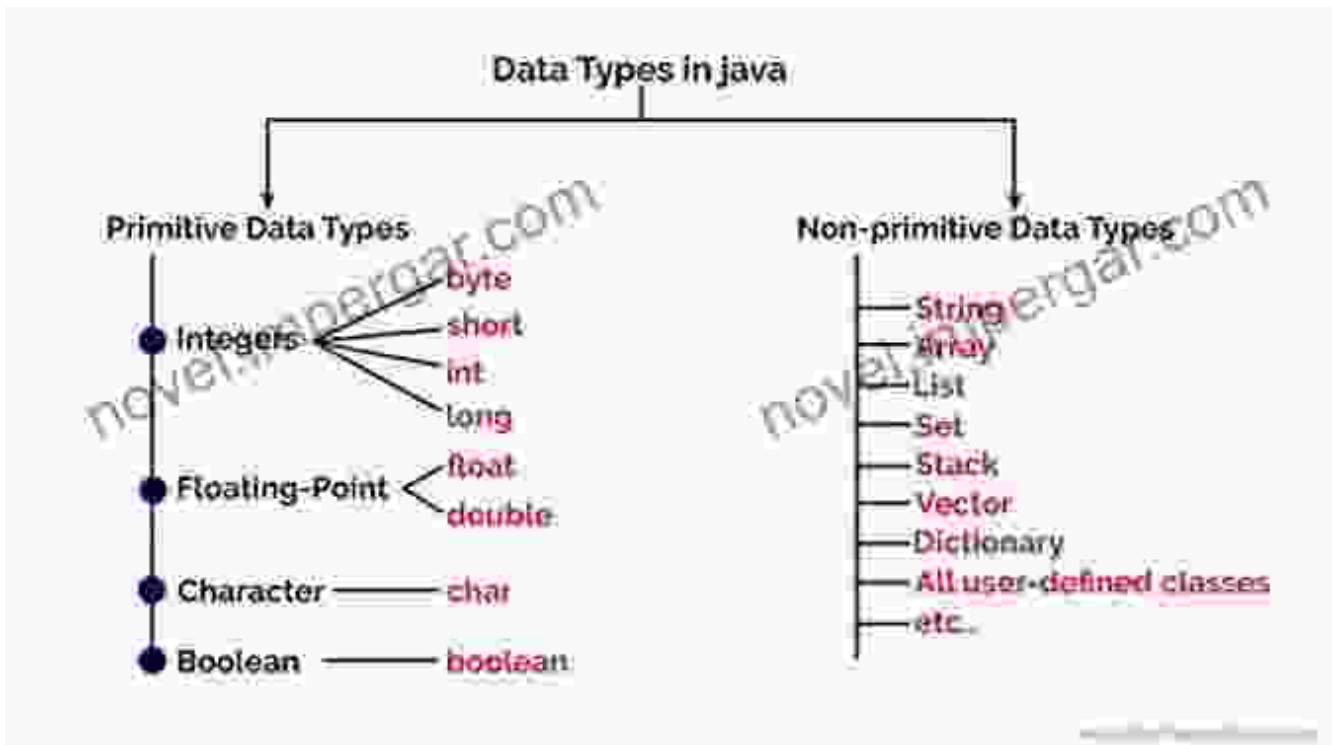 Data Types in java
Primitive Data Types
Integers
byte
short
int
long
Floating-Point
float
double
Character
char
Boolean
boolean
Non-primitive Data Types
String
Array
List
Set
Stack
Vector
Dictionary
All user-defined classes
etc..